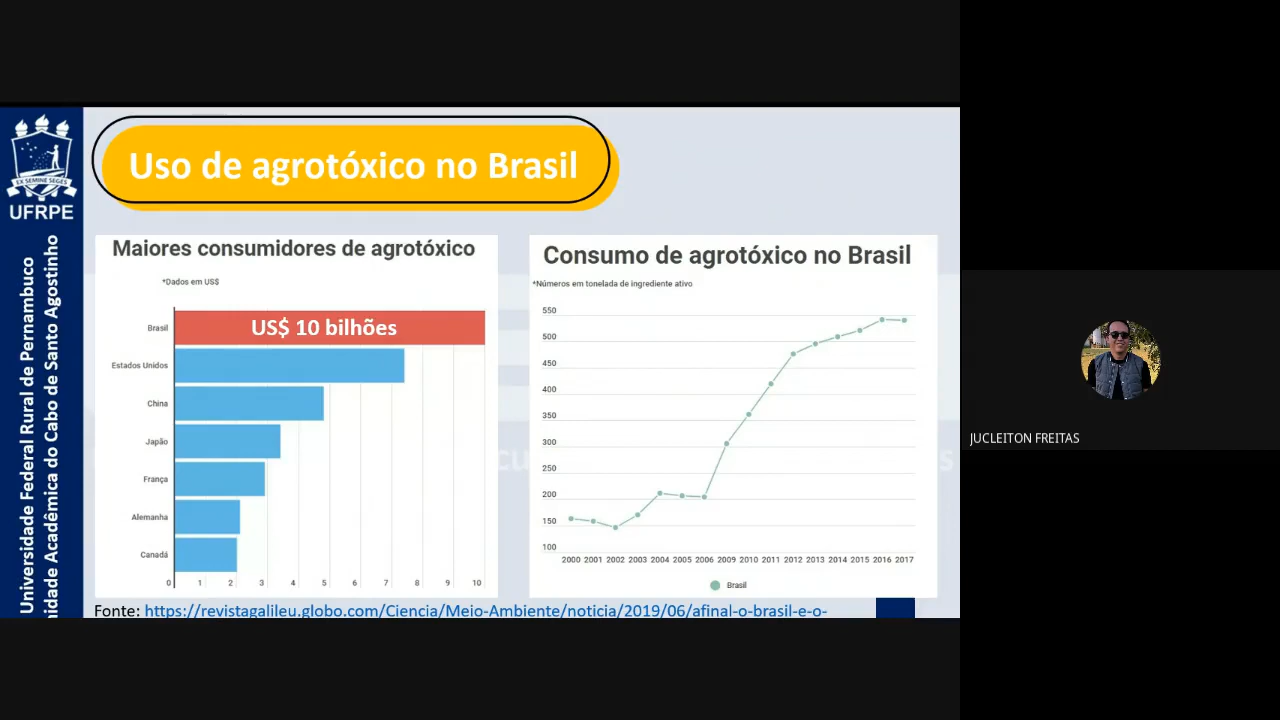 Uso de agrotóxico no Brasil
EX SEMINE SEGES
UFRPE
Universidade Federal Rural de Pernambuco
nidade Acadêmica do Cabo de Santo Agostinho
Maiores consumidores de agrotóxico
*Dados em US$
Brasil
US$ 10 bilhões
Estados Unidos
China
Japão
França
Alemanha
Canadá
0 1 2 3 4 5 6 7 8 9 10
Consumo de agrotóxico no Brasil
*Números em tonelada de ingrediente ativo
550
500
450
400
350
300
250
200
150
100
2000 2001 2002 2003 2004 2005 2006 2009 2010 2011 2012 2013 2014 2015 2016 2017
Brasil
Fonte: https://revistagalileu.globo.com/Ciencia/Meio-Ambiente/noticia/2019/06/afinal-o-brasil-e-o-
JUCLEITON FREITAS